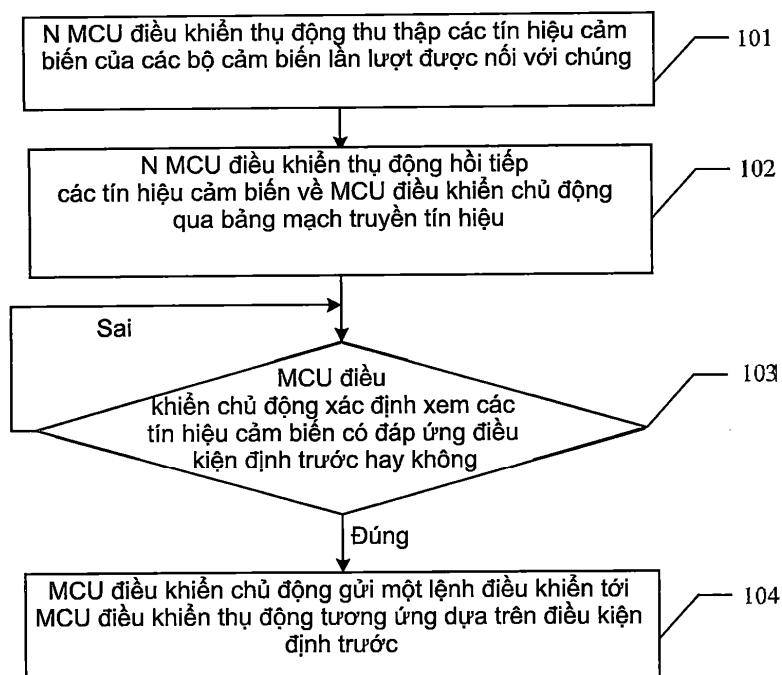 N MCU điều khiển thụ động thu thập các tín hiệu cảm
biến của các bộ cảm biến lần lượt được nối với chúng
101
N MCU điều khiển thụ động hồi tiếp
các tín hiệu cảm biến về MCU điều khiển chủ động
qua bảng mạch truyền tín hiệu
102
Sai
MCU điều
khiển chủ động xác định xem các
tín hiệu cảm biến có đáp ứng điều
kiện định trước hay không
103
Đúng
MCU điều khiển chủ động gửi một lệnh điều khiển tới
MCU điều khiển thụ động tương ứng dựa trên điều kiện
định trước
104